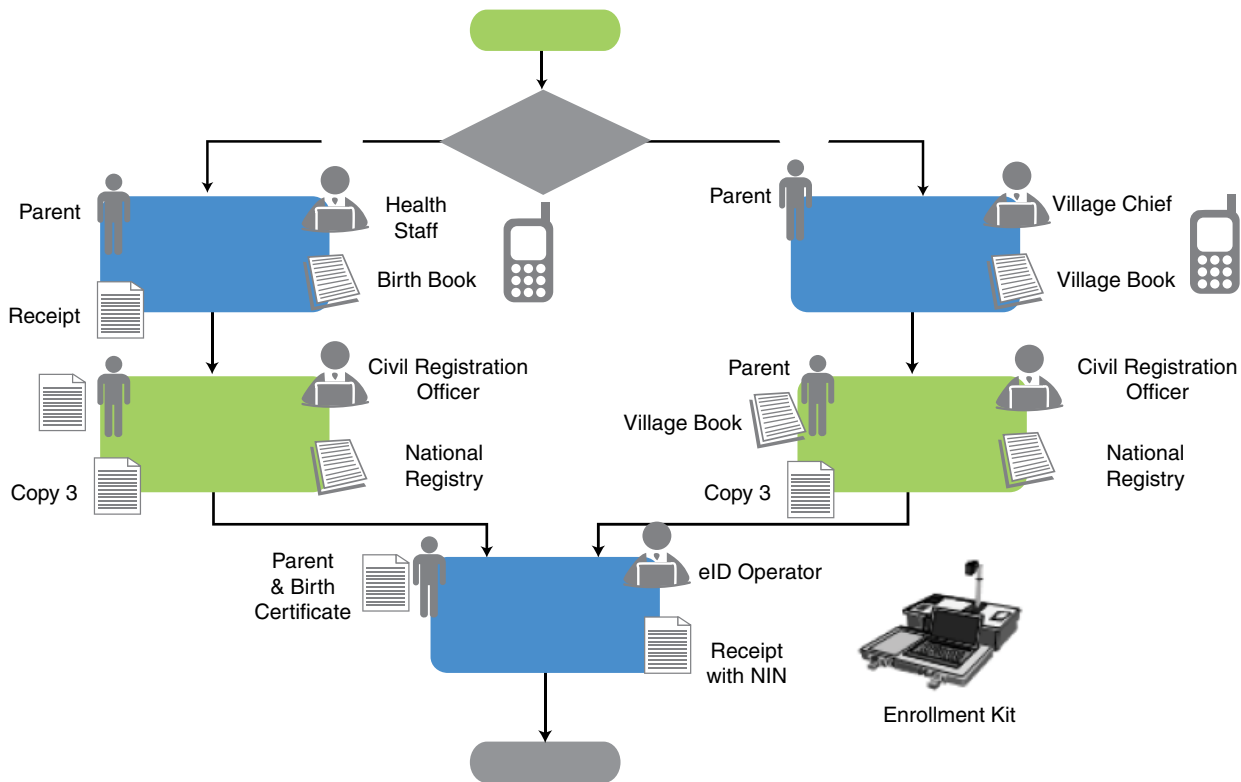 Parent
Health
Staff
Birth Book
Receipt
Parent
Village Chief
Village Book
Civil Registration
Officer
National
Registry
Copy 3
Parent
Village Book
Civil Registration
Officer
National
Registry
Copy 3
Parent
& Birth
Certificate
eID Operator
Receipt
with NIN
Enrollment Kit